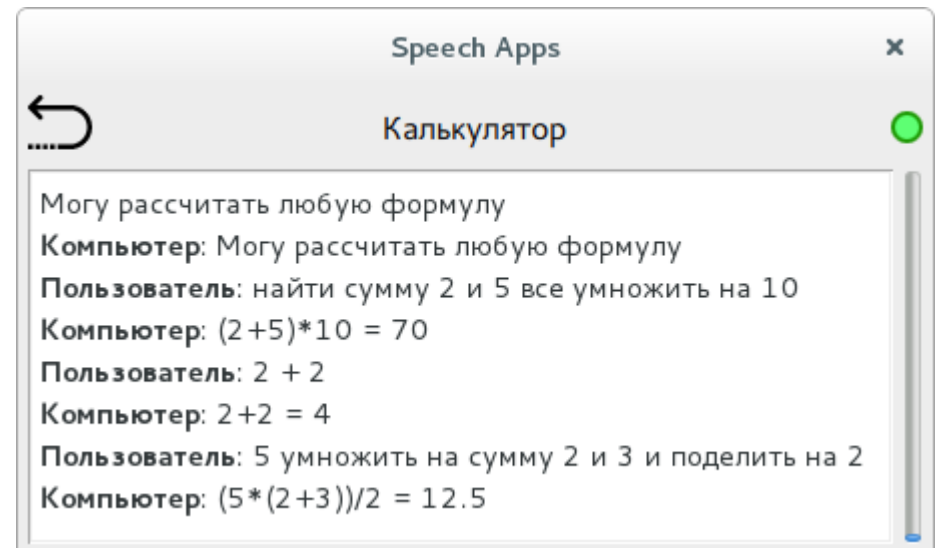 Speech Apps
Калькулятор
Могу рассчитать любую формулу
Компьютер: Могу рассчитать любую формулу
Пользователь: найти сумму 2 и 5 все умножить на 10
Компьютер: (2+5)*10 = 70
Пользователь: 2 + 2
Компьютер: 2+2 = 4
Пользователь: 5 умножить на сумму 2 и 3 и поделить на 2
Компьютер: (5*(2+3))/2 = 12.5